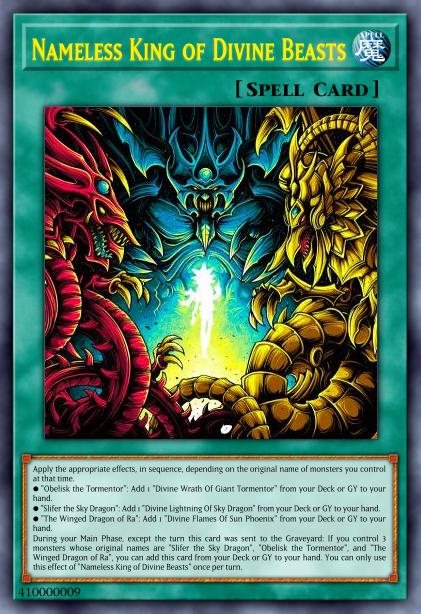 Nameless King of Divine Beasts
SPELL
魔
[ Spell Card ]
Apply the appropriate effects, in sequence, depending on the original name of monsters you control
at that time.
● "Obelisk the Tormentor": Add 1 "Divine Wrath Of Giant Tormentor" from your Deck or GY to your
hand.
● "Slifer the Sky Dragon": Add 1 "Divine Lightning Of Sky Dragon" from your Deck or GY to your hand.
● "The Winged Dragon of Ra": Add 1 "Divine Flames Of Sun Phoenix" from your Deck or GY to your
hand.
During your Main Phase, except the turn this card was sent to the Graveyard: If you control 3
monsters whose original names are "Slifer the Sky Dragon", "Obelisk the Tormentor", and "The
Winged Dragon of Ra", you can add this card from your Deck or GY to your hand. You can only use
this effect of "Nameless King of Divine Beasts" once per turn.
410000009